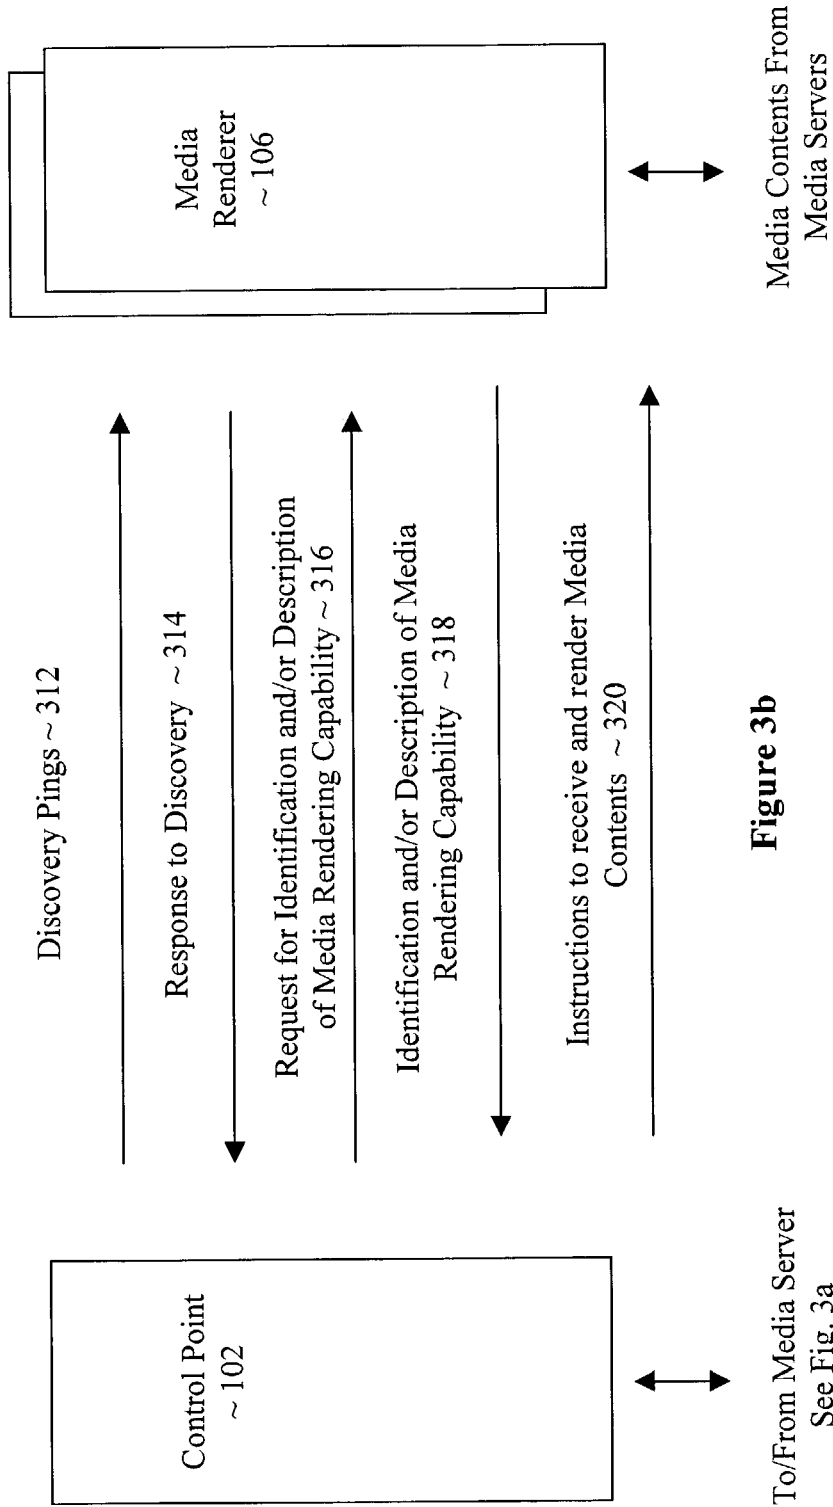 Discovery Pings ~ 312
Response to Discovery ~ 314
Request for Identification and/or Description
of Media Rendering Capability ~ 316
Identification and/or Description of Media
Rendering Capability ~ 318
Instructions to receive and render Media
Contents ~ 320
Control Point
~ 102
Media
Renderer
~ 106
To/From Media Server
See Fig. 3a
Media Contents From
Media Servers
Figure 3b